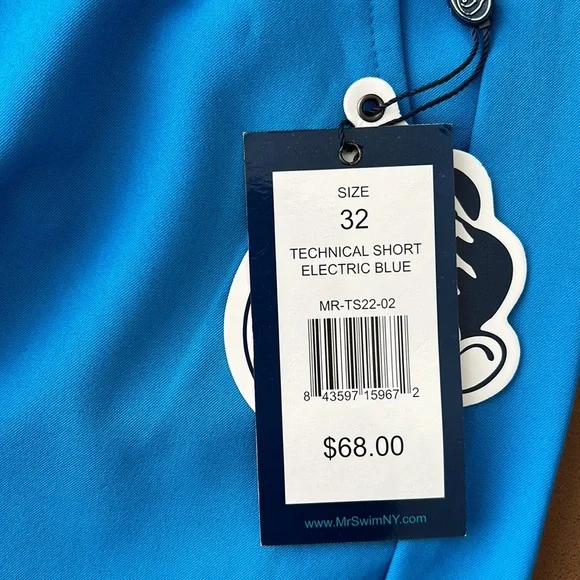 SIZE
32
TECHNICAL SHORT
ELECTRIC BLUE
MR-TS22-02
8 43597 15967 2
$68.00
www.MrSwimNY.com